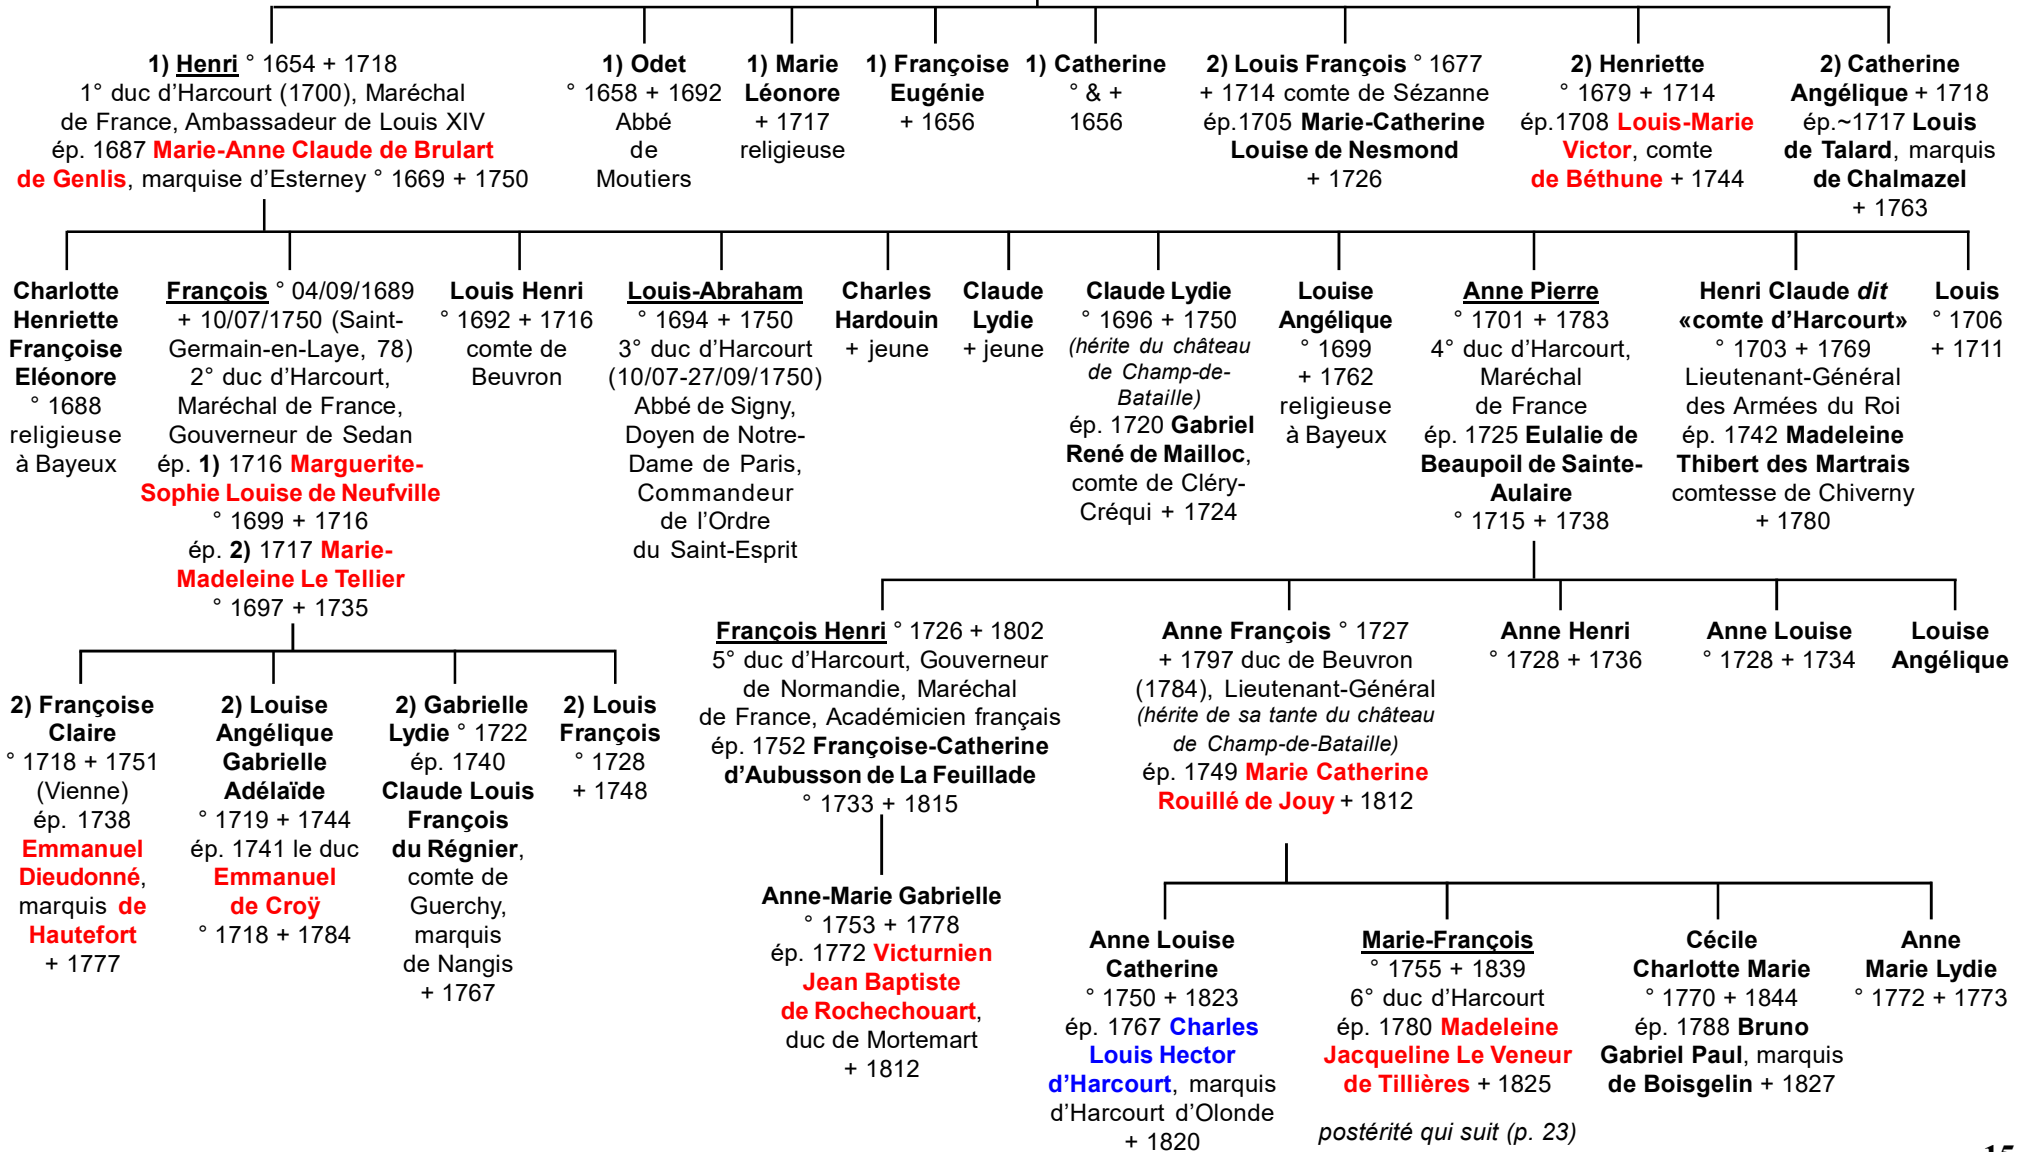 1) Henri ° 1654 + 1718
1° duc d'Harcourt (1700), Maréchal
de France, Ambassadeur de Louis XIV
ép. 1687 Marie-Anne Claude de Brulart
de Genlis, marquise d'Esterney ° 1669 + 1750
1) Odet
° 1658 + 1692
Abbé
de
Moutiers
1) Marie
Léonore
+ 1717
religieuse
1) Françoise
Eugénie
+ 1656
1) Catherine
° & +
1656
2) Louis François ° 1677
+ 1714 comte de Sézanne
ép.1705 Marie-Catherine
Louise de Nesmond
+ 1726
2) Henriette
° 1679 + 1714
ép.1708 Louis-Marie
Victor, comte
de Béthune + 1744
2) Catherine
Angélique + 1718
ép.~1717 Louis
de Talard, marquis
de Chalmazel
+ 1763
Charlotte
Henriette
Françoise
Eléonore
° 1688
religieuse
à Bayeux
François ° 04/09/1689
+ 10/07/1750 (Saint-
Germain-en-Laye, 78)
2° duc d'Harcourt,
Maréchal de France,
Gouverneur de Sedan
ép. 1) 1716 Marguerite-
Sophie Louise de Neufville
° 1699 + 1716
ép. 2) 1717 Marie-
Madeleine Le Tellier
° 1697 + 1735
Louis Henri
° 1692 + 1716
comte de
Beuvron
Louis-Abraham
° 1694 + 1750
3° duc d'Harcourt
(10/07-27/09/1750)
Abbé de Signy,
Doyen de Notre-
Dame de Paris,
Commandeur
de l'Ordre
du Saint-Esprit
Charles
Hardouin
+ jeune
Claude
Lydie
+ jeune
Claude Lydie
° 1696 + 1750
(hérite du château
de Champ-de-
Bataille)
ép. 1720 Gabriel
René de Mailloc,
comte de Cléry-
Créqui + 1724
Louise
Angélique
° 1699
+ 1762
religieuse
à Bayeux
Anne Pierre
° 1701 + 1783
4° duc d'Harcourt,
Maréchal
de France
ép. 1725 Eulalie de
Beaupoil de Sainte-
Aulaire
° 1715 + 1738
Henri Claude dit
«comte d'Harcourt»
° 1703 + 1769
Lieutenant-Général
des Armées du Roi
ép. 1742 Madeleine
Thibert des Martrais
comtesse de Chiverny
+ 1780
Louis
° 1706
+ 1711
2) Françoise
Claire
° 1718 + 1751
(Vienne)
ép. 1738
Emmanuel
Dieudonné,
marquis de
Hautefort
+ 1777
2) Louise
Angélique
Gabrielle
Adélaïde
° 1719 + 1744
ép. 1741 le duc
Emmanuel
de Croÿ
° 1718 + 1784
2) Gabrielle
Lydie ° 1722
ép. 1740
Claude Louis
François
du Régnier,
comte de
Guerchy,
marquis
de Nangis
+ 1767
2) Louis
François
° 1728
+ 1748
François Henri ° 1726 + 1802
5° duc d'Harcourt, Gouverneur
de Normandie, Maréchal
de France, Académicien français
ép. 1752 Françoise-Catherine
d'Aubusson de La Feuillade
° 1733 + 1815
Anne François ° 1727
+ 1797 duc de Beuvron
(1784), Lieutenant-Général
(hérite de sa tante du château
de Champ-de-Bataille)
ép. 1749 Marie Catherine
Rouillé de Jouy + 1812
Anne Henri
° 1728 + 1736
Anne Louise
° 1728 + 1734
Louise
Angélique
Anne-Marie Gabrielle
° 1753 + 1778
ép. 1772 Victurnien
Jean Baptiste
de Rochechouart,
duc de Mortemart
+ 1812
Anne Louise
Catherine
° 1750 + 1823
ép. 1767 Charles
Louis Hector
d'Harcourt, marquis
d'Harcourt d'Olonde
+ 1820
Marie-François
° 1755 + 1839
6° duc d'Harcourt
ép. 1780 Madeleine
Jacqueline Le Veneur
de Tillières + 1825
postérité qui suit (p. 23)
Cécile
Charlotte Marie
° 1770 + 1844
ép. 1788 Bruno
Gabriel Paul, marquis
de Boisgelin + 1827
Anne
Marie Lydie
° 1772 + 1773